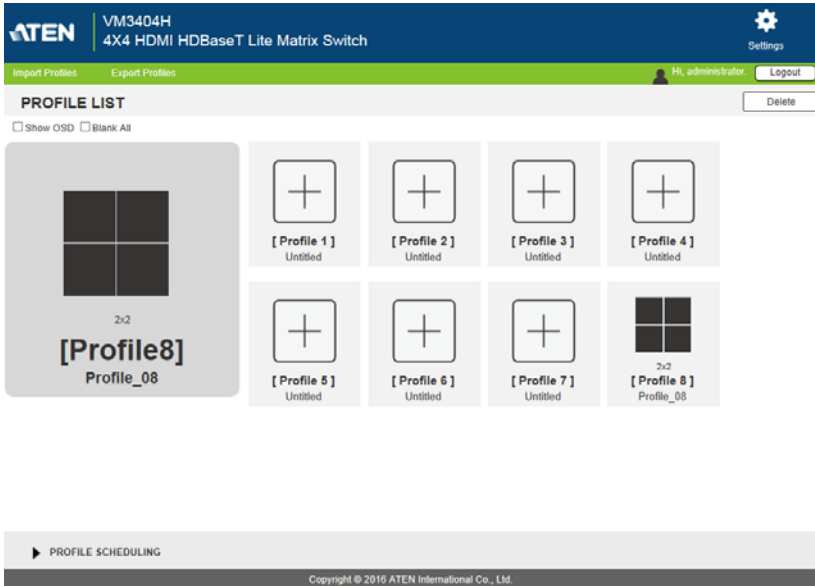 ATEN
VM3404H
4X4 HDMI HDBaseT Lite Matrix Switch
Settings
Import Profiles Export Profiles Hi, administrator. Logout
PROFILE LIST Delete
Show OSD Blank All
2x2
[Profile8]
Profile_08
[ Profile 1 ] [ Profile 2 ] [ Profile 3 ] [ Profile 4 ]
Untitled Untitled Untitled Untitled
2x2
[ Profile 5 ] [ Profile 6 ] [ Profile 7 ] [ Profile 8 ]
Untitled Untitled Untitled Profile_08
PROFILE SCHEDULING
Copyright © 2016 ATEN International Co., Ltd.